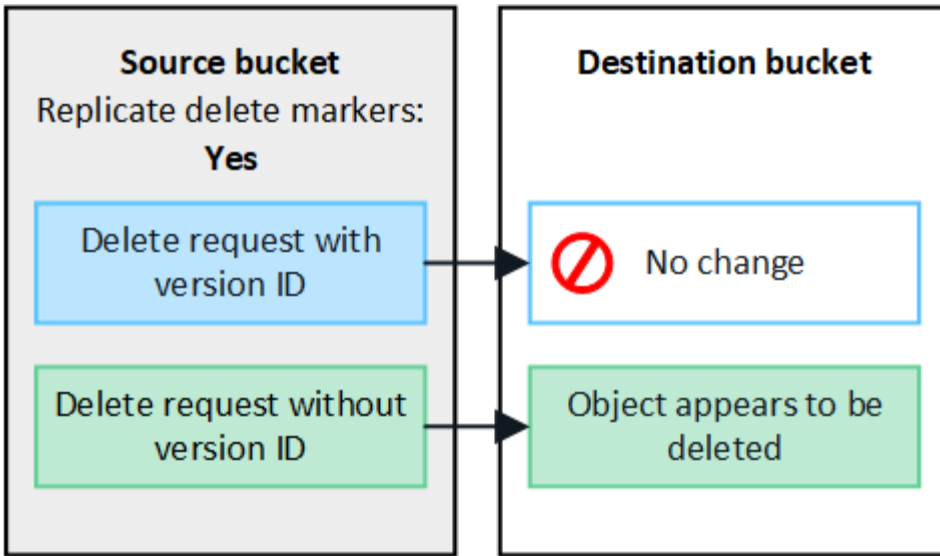 Source bucket
Replicate delete markers:
Yes
Delete request with
version ID
Delete request without
version ID
Destination bucket
No change
Object appears to be
deleted